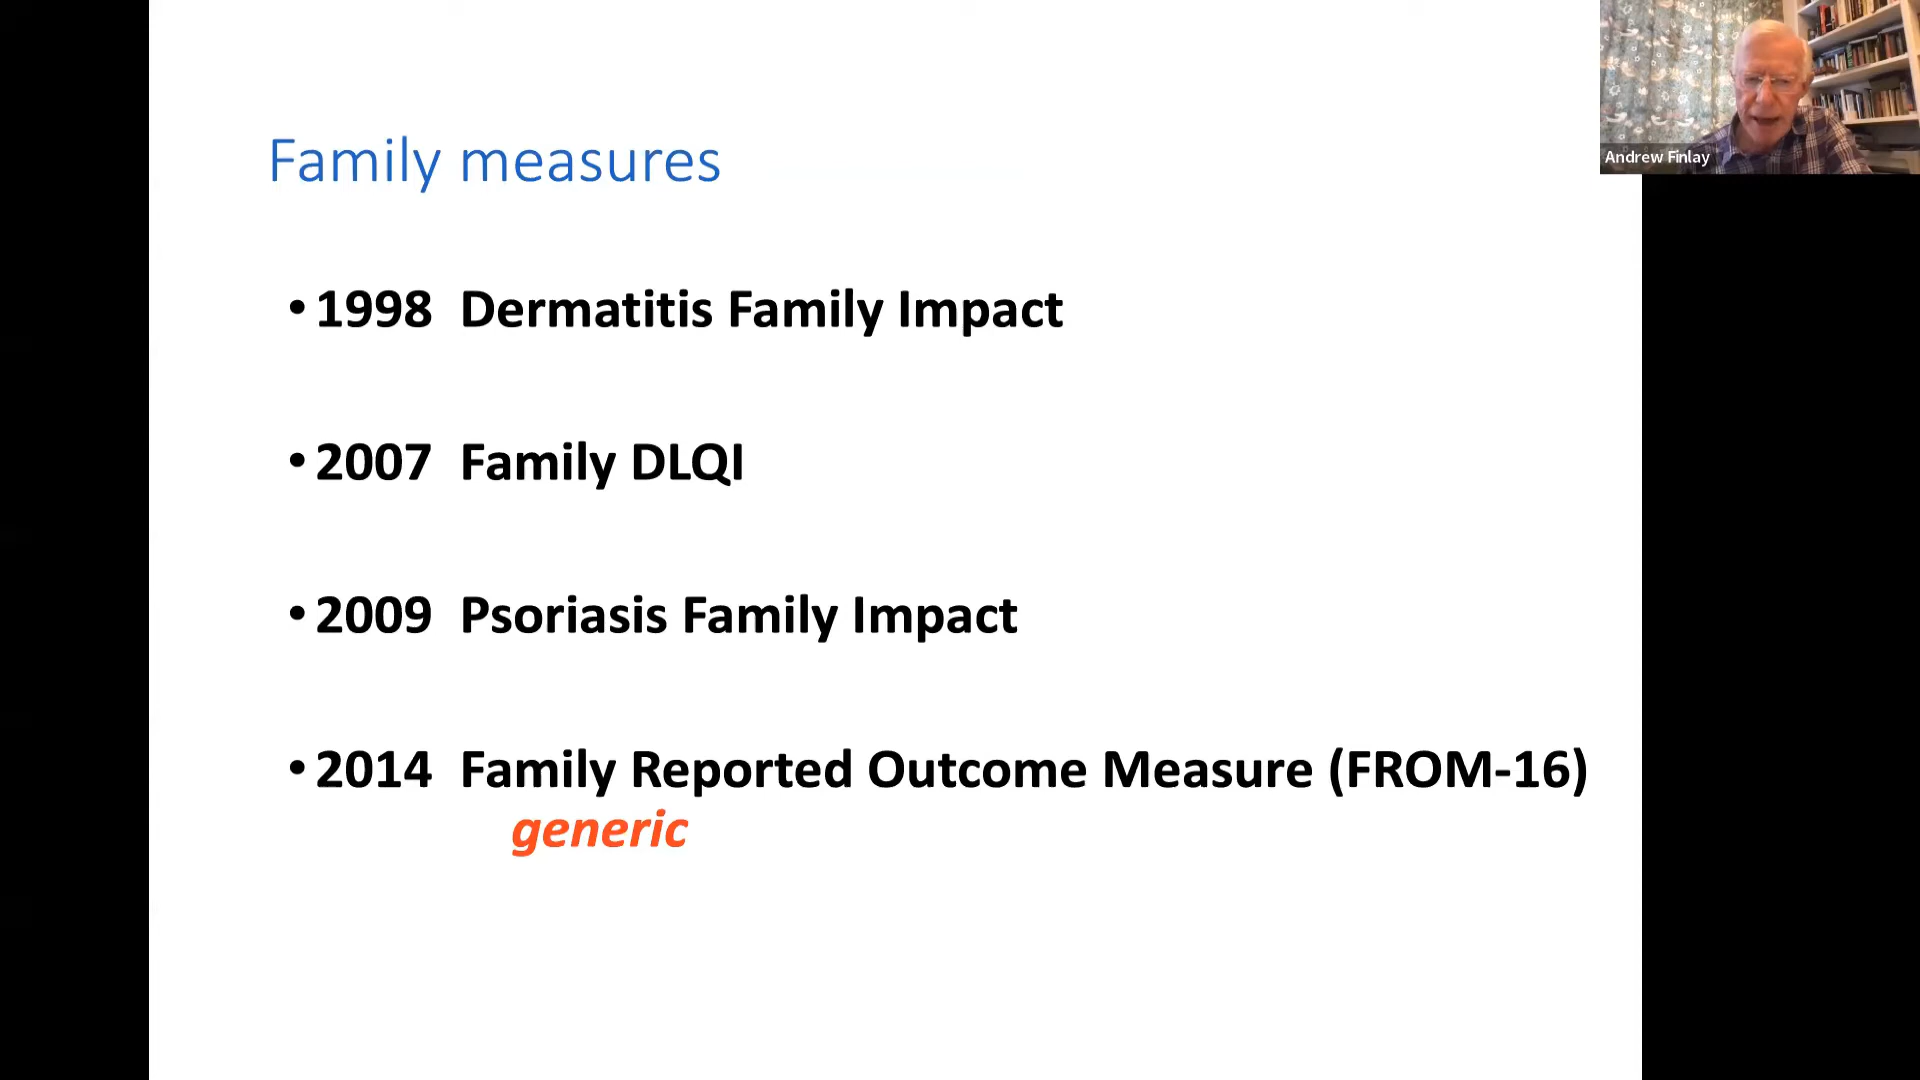 Family measures
• 1998 Dermatitis Family Impact
• 2007 Family DLQI
• 2009 Psoriasis Family Impact
• 2014 Family Reported Outcome Measure (FROM-16)
generic
Andrew Finlay